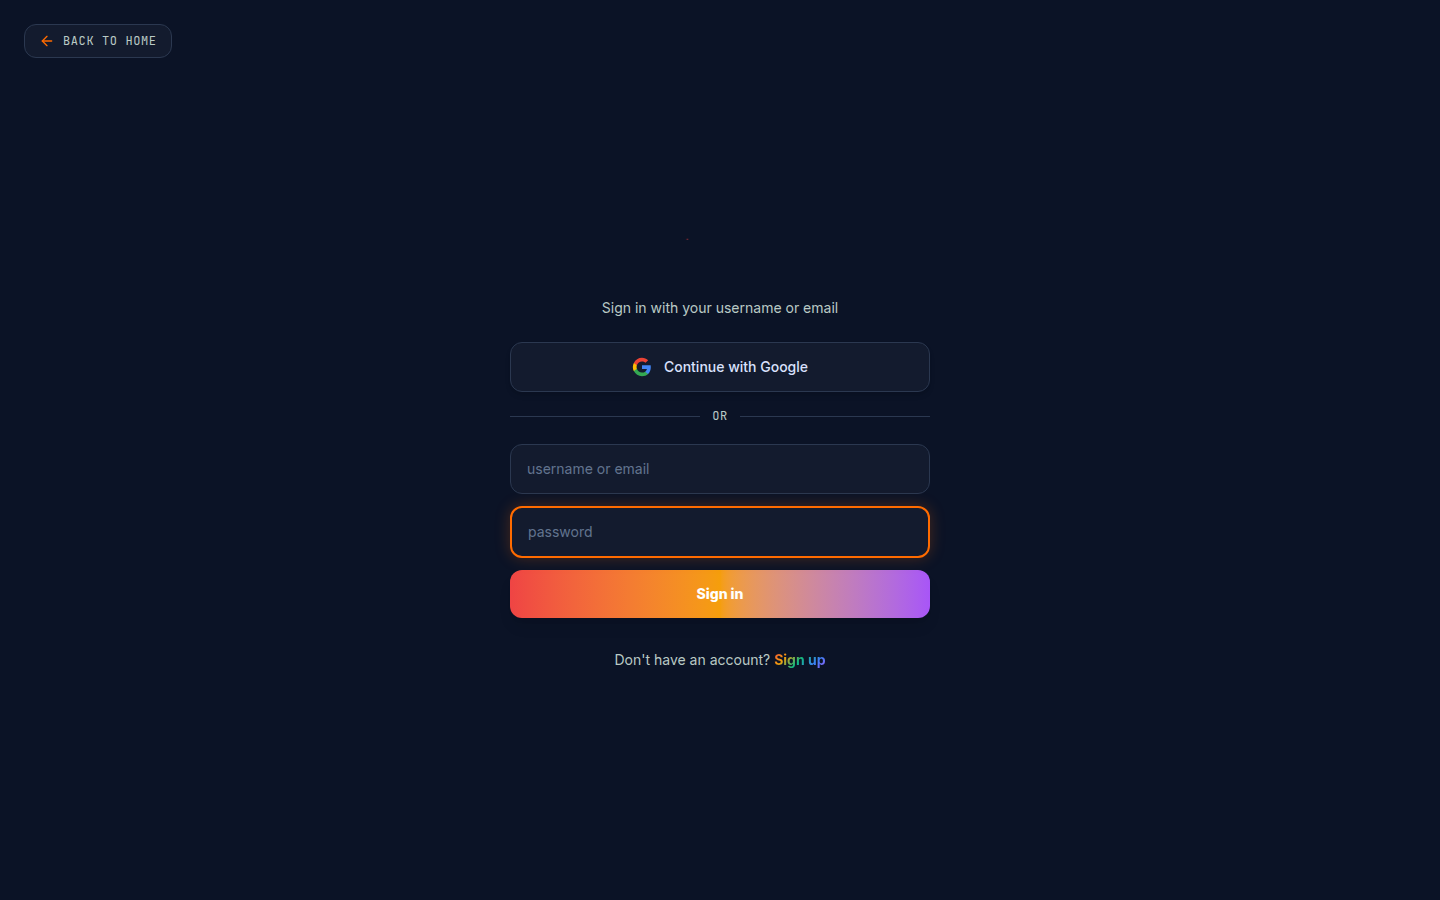 BACK TO HOME
Sign in with your username or email
Continue with Google
OR
username or email
password
Sign in
Don't have an account? Sign up